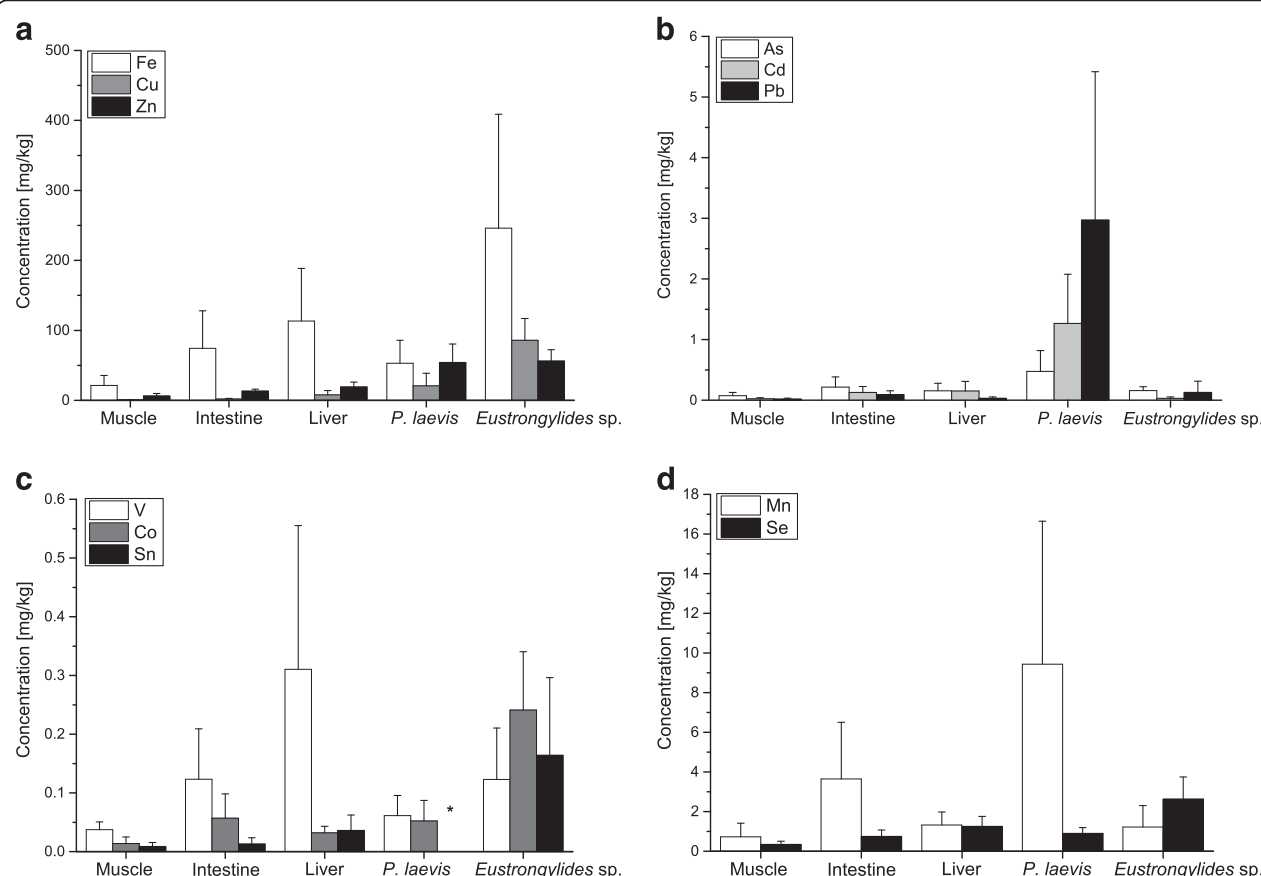 a
Fe
Cu
Zn
500
400
300
200
100
0
Concentration [mg/kg]
Muscle Intestine Liver P. laevis Eustrongylides sp.
b
As
Cd
Pb
6
5
4
3
2
1
0
Concentration [mg/kg]
Muscle Intestine Liver P. laevis Eustrongylides sp.
c
V
Co
Sn
0.6
0.5
0.4
0.3
0.2
0.1
0.0
Concentration [mg/kg]
*
Muscle Intestine Liver P. laevis Eustrongylides sp.
d
Mn
Se
18
16
14
12
10
8
6
4
2
0
Concentration [mg/kg]
Muscle Intestine Liver P. laevis Eustrongylides sp.